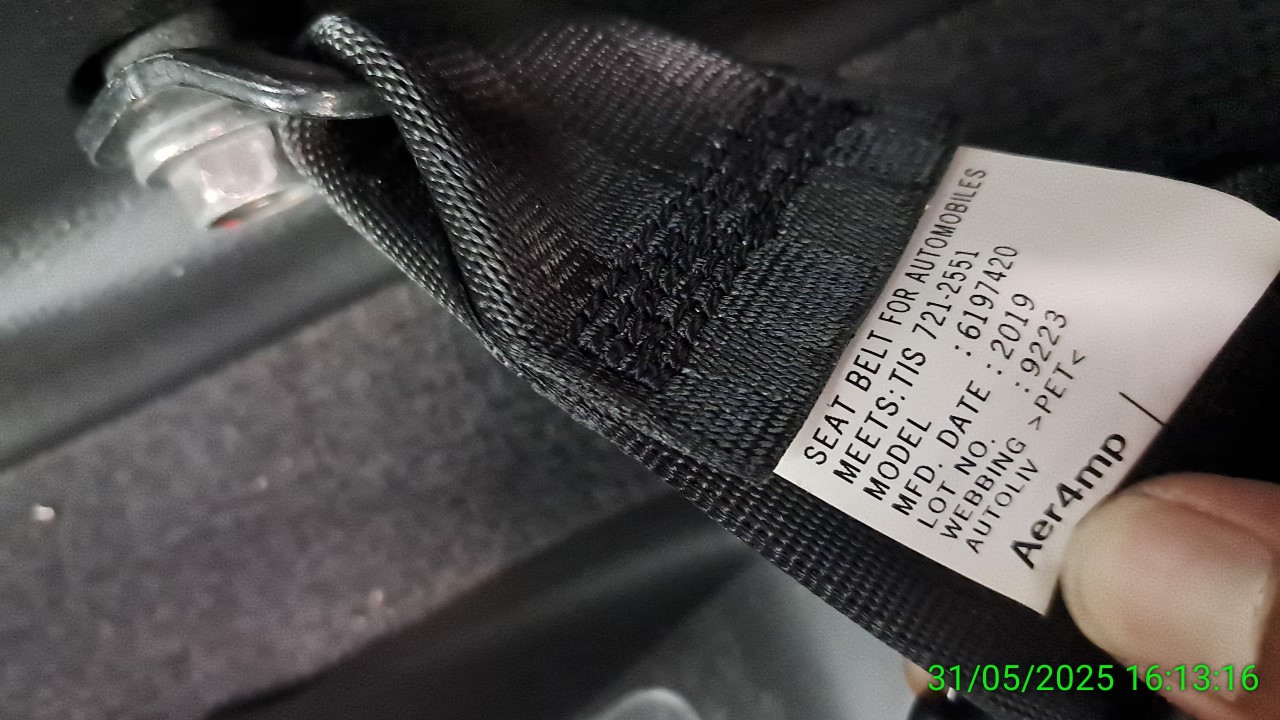 SEAT BELT FOR AUTOMOBILES
MEETS:TIS 721-2551
MODEL :6197420
MFD. DATE :2019
LOT NO. :9223
WEBBING >PET<
AUTOLIV
Aer4mp
31/05/2025 16:13:16